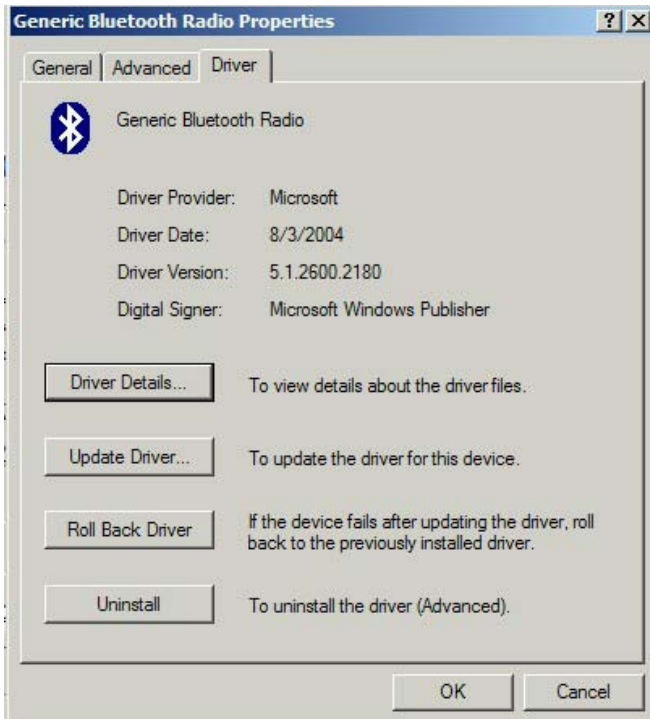 Generic Bluetooth Radio Properties
General Advanced Driver
Generic Bluetooth Radio
Driver Provider: Microsoft
Driver Date: 8/3/2004
Driver Version: 5.1.2600.2180
Digital Signer: Microsoft Windows Publisher
Driver Details... To view details about the driver files.
Update Driver... To update the driver for this device.
Roll Back Driver If the device fails after updating the driver, roll
back to the previously installed driver.
Uninstall To uninstall the driver (Advanced).
OK Cancel